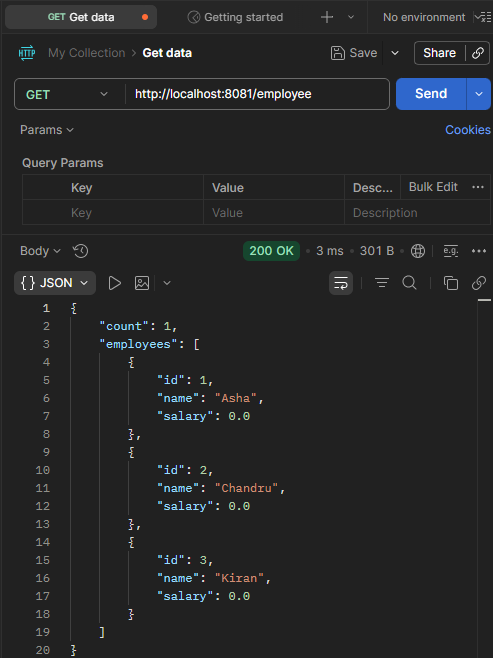 GET Get data Getting started No environment
HTTP My Collection > Get data Save Share
GET http://localhost:8081/employee Send
Params Cookies
Query Params
Key Value Desc... Bulk Edit
Key Value Description
Body 200 OK • 3 ms • 301 B e.g.
{} JSON
1 {
2 "count": 1,
3 "employees": [
4 {
5 "id": 1,
6 "name": "Asha",
7 "salary": 0.0
8 },
9 {
10 "id": 2,
11 "name": "Chandru",
12 "salary": 0.0
13 },
14 {
15 "id": 3,
16 "name": "Kiran",
17 "salary": 0.0
18 }
19 ]
20 }